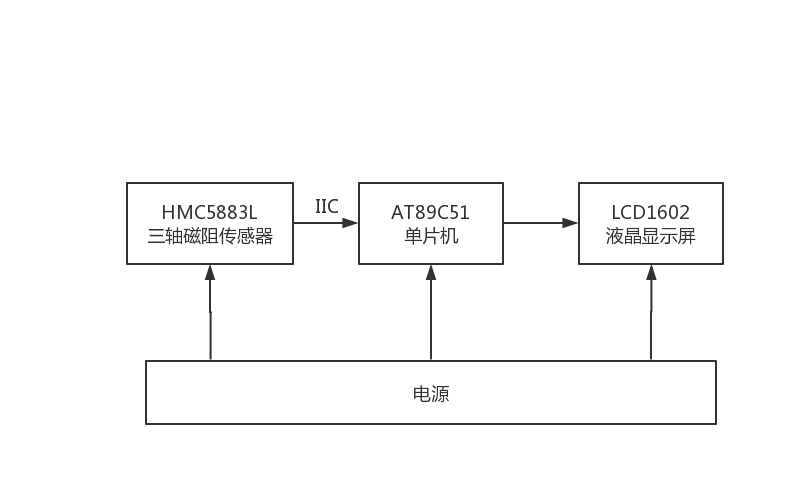 HMC5883L
三轴磁阻传感器
IIC
AT89C51
单片机
LCD1602
液晶显示屏
电源